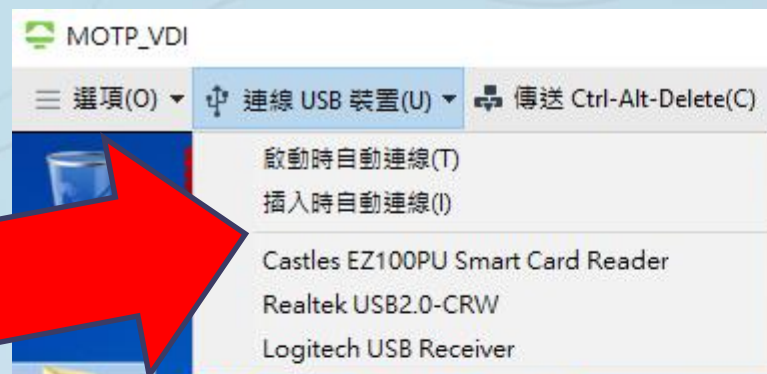 MOTP_VDI
選項(O) 連線 USB 裝置(U) 傳送 Ctrl-Alt-Delete(C)
啟動時自動連線(T)
插入時自動連線(I)
Castles EZ100PU Smart Card Reader
Realtek USB2.0-CRW
Logitech USB Receiver